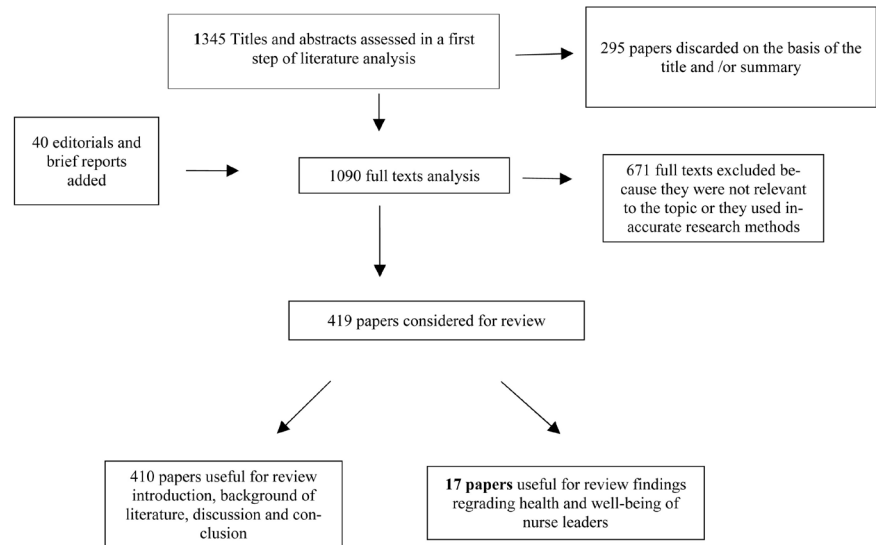 1345 Titles and abstracts assessed in a first
step of literature analysis
295 papers discarded on the basis of the
title and /or summary
40 editorials and
brief reports
added
1090 full texts analysis
671 full texts excluded be-
cause they were not relevant
to the topic or they used in-
accurate research methods
419 papers considered for review
410 papers useful for review
introduction, background of
literature, discussion and con-
clusion
17 papers useful for review findings
regrading health and well-being of
nurse leaders